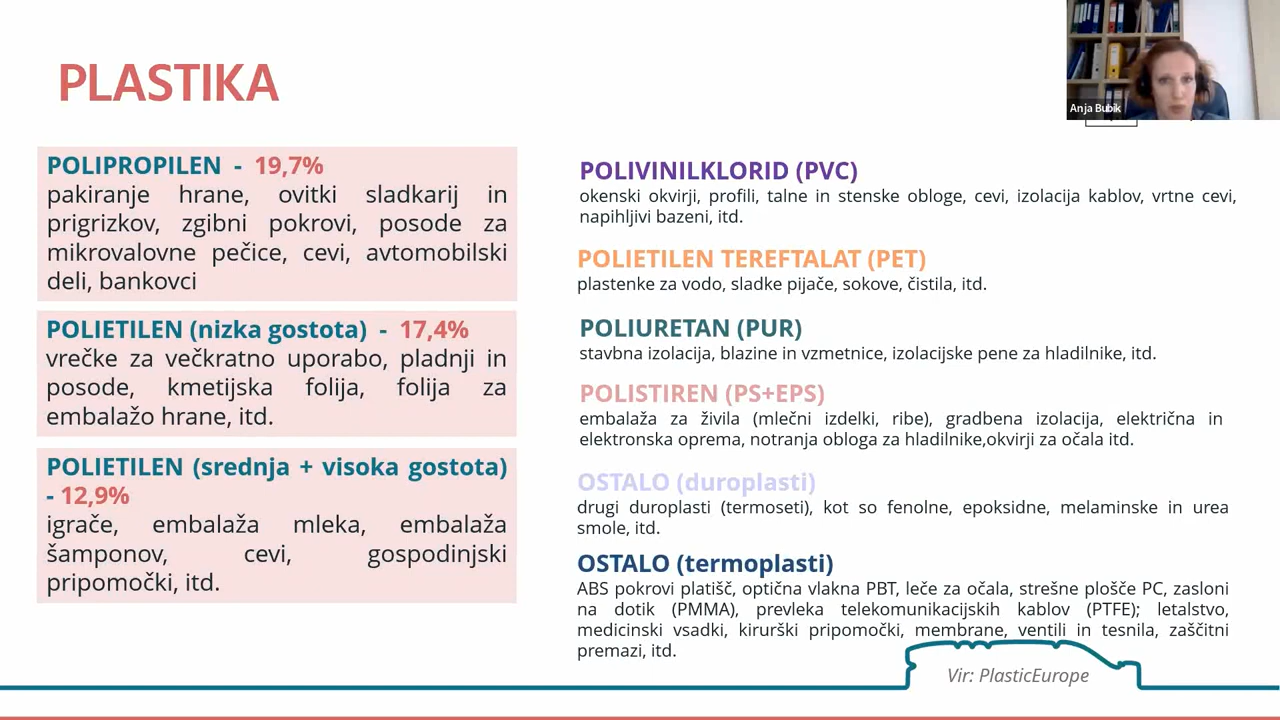 PLASTIKA
Anja Bubik
POLIPROPILEN - 19,7%
pakiranje hrane, ovitki sladkarij in
prigrizkov, zgibni pokrovi, posode za
mikrovalovne pečice, cevi, avtomobilski
deli, bankovci
POLIETILEN (nizka gostota) - 17,4%
vrečke za večkratno uporabo, pladnji in
posode, kmetijska folija, folija za
embalažo hrane, itd.
POLIETILEN (srednja + visoka gostota)
- 12,9%
igrače, embalaža mleka, embalaža
šamponov, cevi, gospodinjski
pripomočki, itd.
POLIVINILKLORID (PVC)
okenski okvirji, profili, talne in stenske obloge, cevi, izolacija kablov, vrtne cevi,
napihljivi bazeni, itd.
POLIETILEN TEREFTALAT (PET)
plastenke za vodo, sladke pijače, sokove, čistila, itd.
POLIURETAN (PUR)
stavbna izolacija, blazine in vzmetnice, izolacijske pene za hladilnike, itd.
POLISTIREN (PS+EPS)
embalaža za živila (mlečni izdelki, ribe), gradbena izolacija, električna in
elektronska oprema, notranja obloga za hladilnike,okvirji za očala itd.
OSTALO (duroplasti)
drugi duroplasti (termoseti), kot so fenolne, epoksidne, melaminske in urea
smole, itd.
OSTALO (termoplasti)
ABS pokrovi platišč, optična vlakna PBT, leče za očala, strešne plošče PC, zasloni
na dotik (PMMA), prevleka telekomunikacijskih kablov (PTFE); letalstvo,
medicinski vsadki, kirurški pripomočki, membrane, ventili in tesnila, zaščitni
premazi, itd.
Vir: PlasticEurope